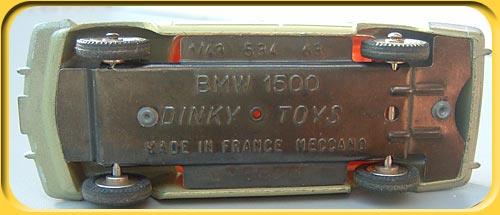 1/43 534 63
BMW 1500
DINKY TOYS
MADE IN FRANCE MECCANO